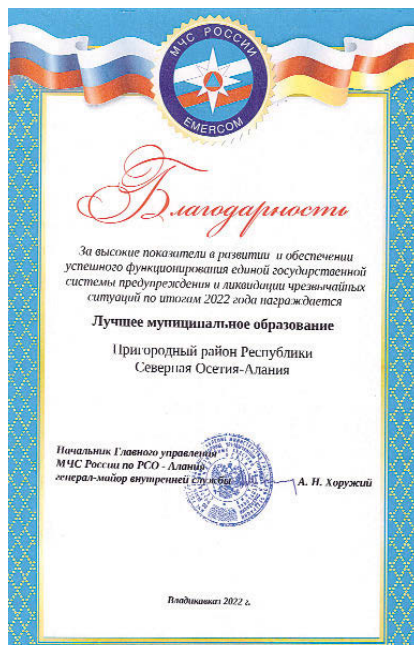 МЧС РОССИИ
EMERCOM
Благодарность
За высокие показатели в развитии и обеспечении
успешного функционирования единой государственной
системы предупреждения и ликвидации чрезвычайных
ситуаций по итогам 2022 года награждается
Лучшее муниципальное образование
Пригородный район Республики
Северная Осетия-Алания
Начальник Главного управления
МЧС России по РСО - Алания
генерал-майор внутренней службы
А. Н. Хоружий
Владикавказ 2022 г.